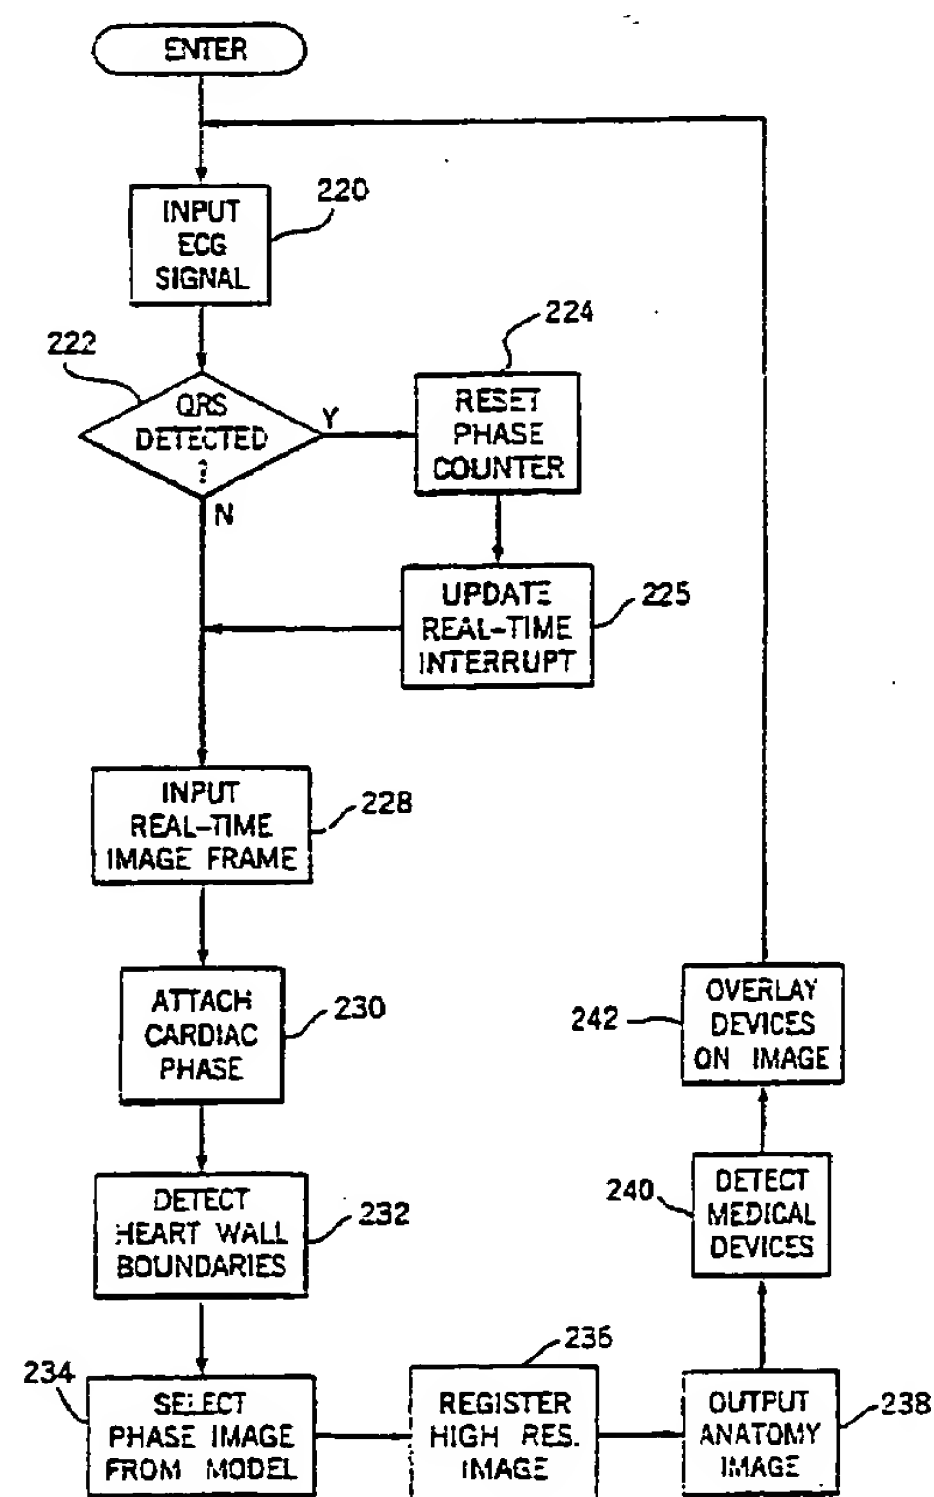 ENTER
220
INPUT
ECG
SIGNAL
222
QRS
DETECTED
?
Y
N
224
RESET
PHASE
COUNTER
225
UPDATE
REAL-TIME
INTERRUPT
228
INPUT
REAL-TIME
IMAGE FRAME
230
ATTACH
CARDIAC
PHASE
232
DETECT
HEART WALL
BOUNDARIES
234
SELECT
PHASE IMAGE
FROM MODEL
236
REGISTER
HIGH RES.
IMAGE
238
OUTPUT
ANATOMY
IMAGE
240
DETECT
MEDICAL
DEVICES
242
OVERLAY
DEVICES
ON IMAGE